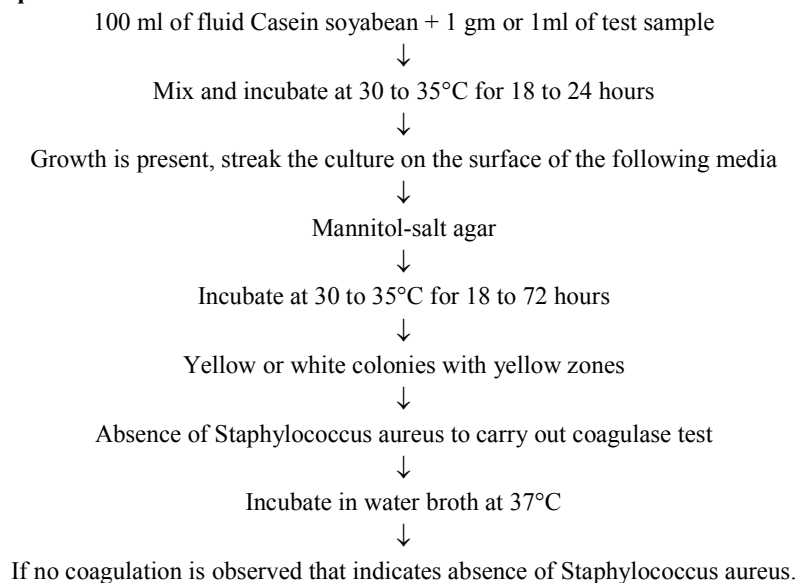 100 ml of fluid Casein soyabean + 1 gm or 1ml of test sample
↓
Mix and incubate at 30 to 35°C for 18 to 24 hours
↓
Growth is present, streak the culture on the surface of the following media
↓
Mannitol-salt agar
↓
Incubate at 30 to 35°C for 18 to 72 hours
↓
Yellow or white colonies with yellow zones
↓
Absence of Staphylococcus aureus to carry out coagulase test
↓
Incubate in water broth at 37°C
↓
If no coagulation is observed that indicates absence of Staphylococcus aureus.